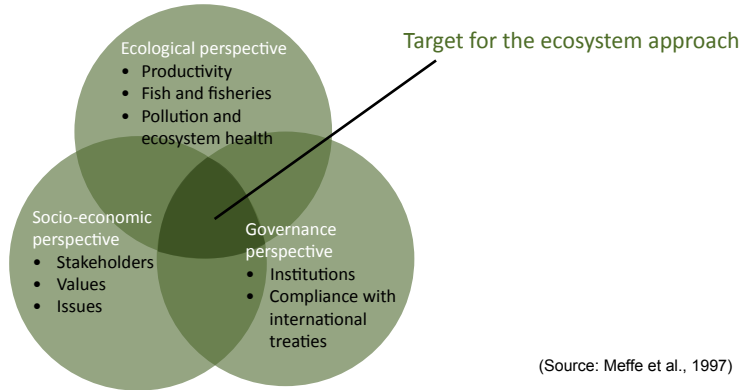 Target for the ecosystem approach
Ecological perspective
• Productivity
• Fish and fisheries
• Pollution and
ecosystem health
Socio-economic
perspective
• Stakeholders
• Values
• Issues
Governance
perspective
• Institutions
• Compliance with
international
treaties
(Source: Meffe et al., 1997)